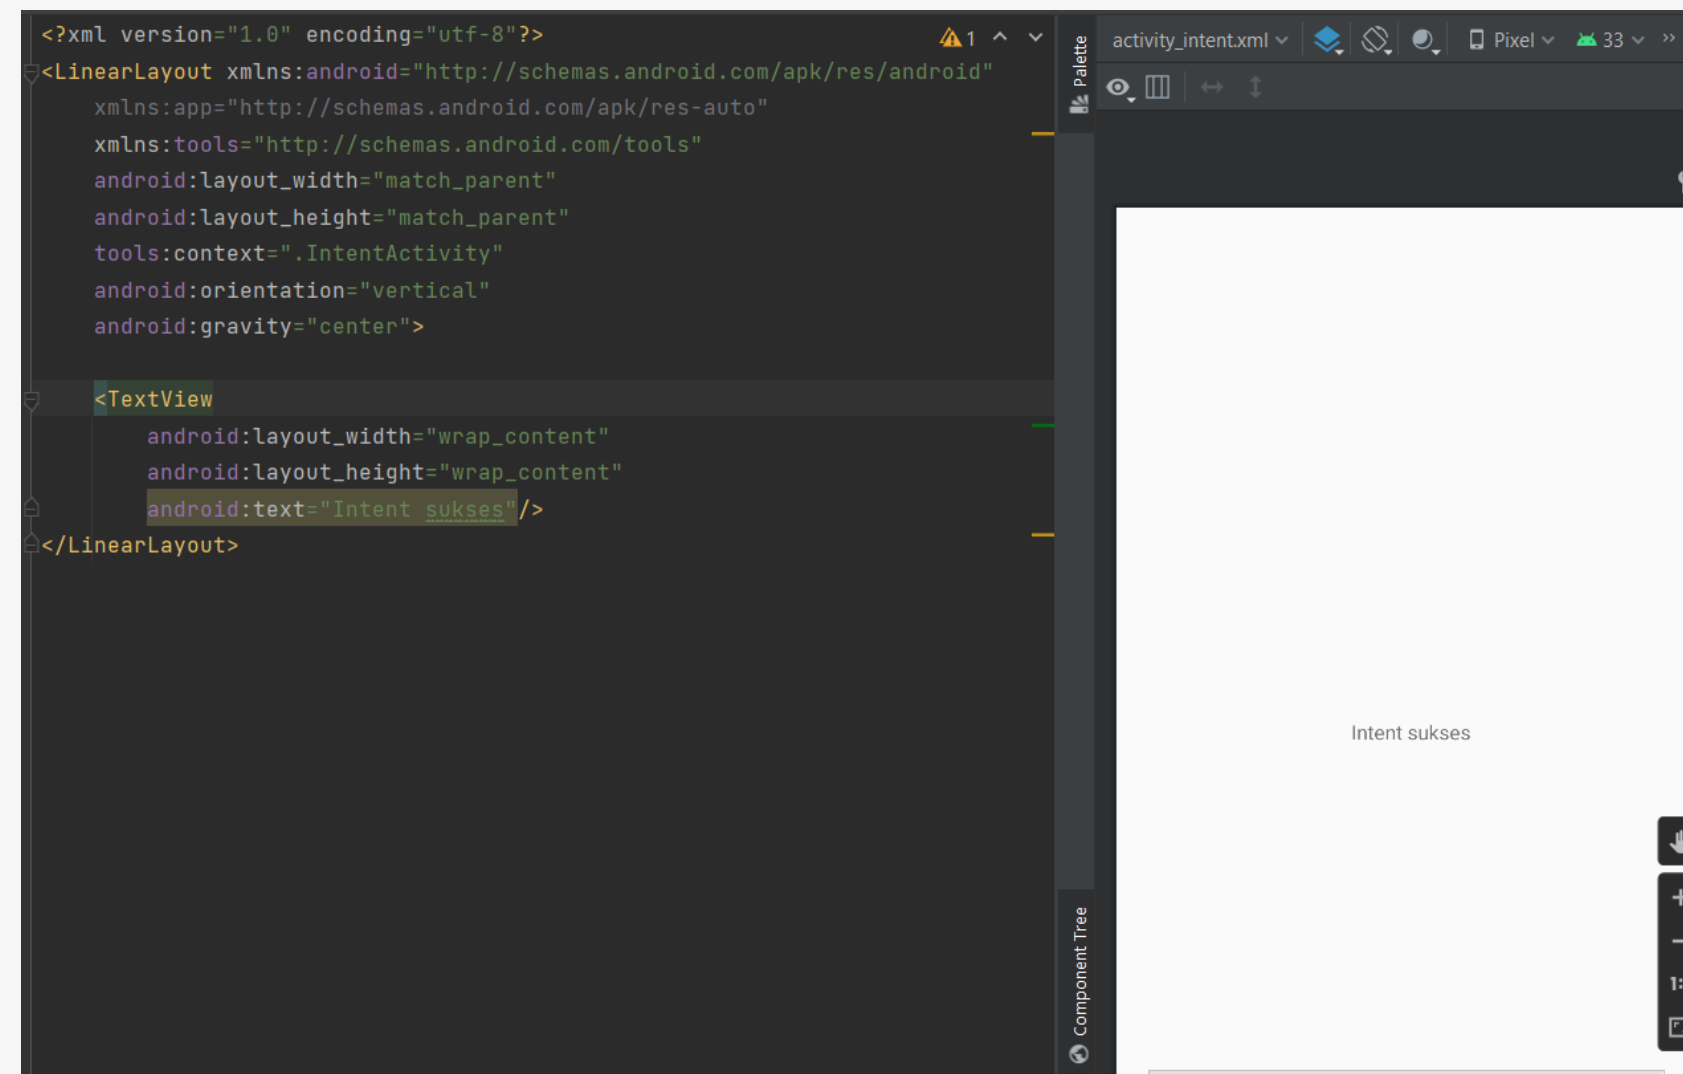 <?xml version="1.0" encoding="utf-8"?>
<LinearLayout xmlns:android="http://schemas.android.com/apk/res/android"
    xmlns:app="http://schemas.android.com/apk/res-auto"
    xmlns:tools="http://schemas.android.com/tools"
    android:layout_width="match_parent"
    android:layout_height="match_parent"
    tools:context=".IntentActivity"
    android:orientation="vertical"
    android:gravity="center">

    <TextView
        android:layout_width="wrap_content"
        android:layout_height="wrap_content"
        android:text="Intent sukses"/>
</LinearLayout>
1
Palette
Component Tree
activity_intent.xml
Pixel
33
Intent sukses
1: